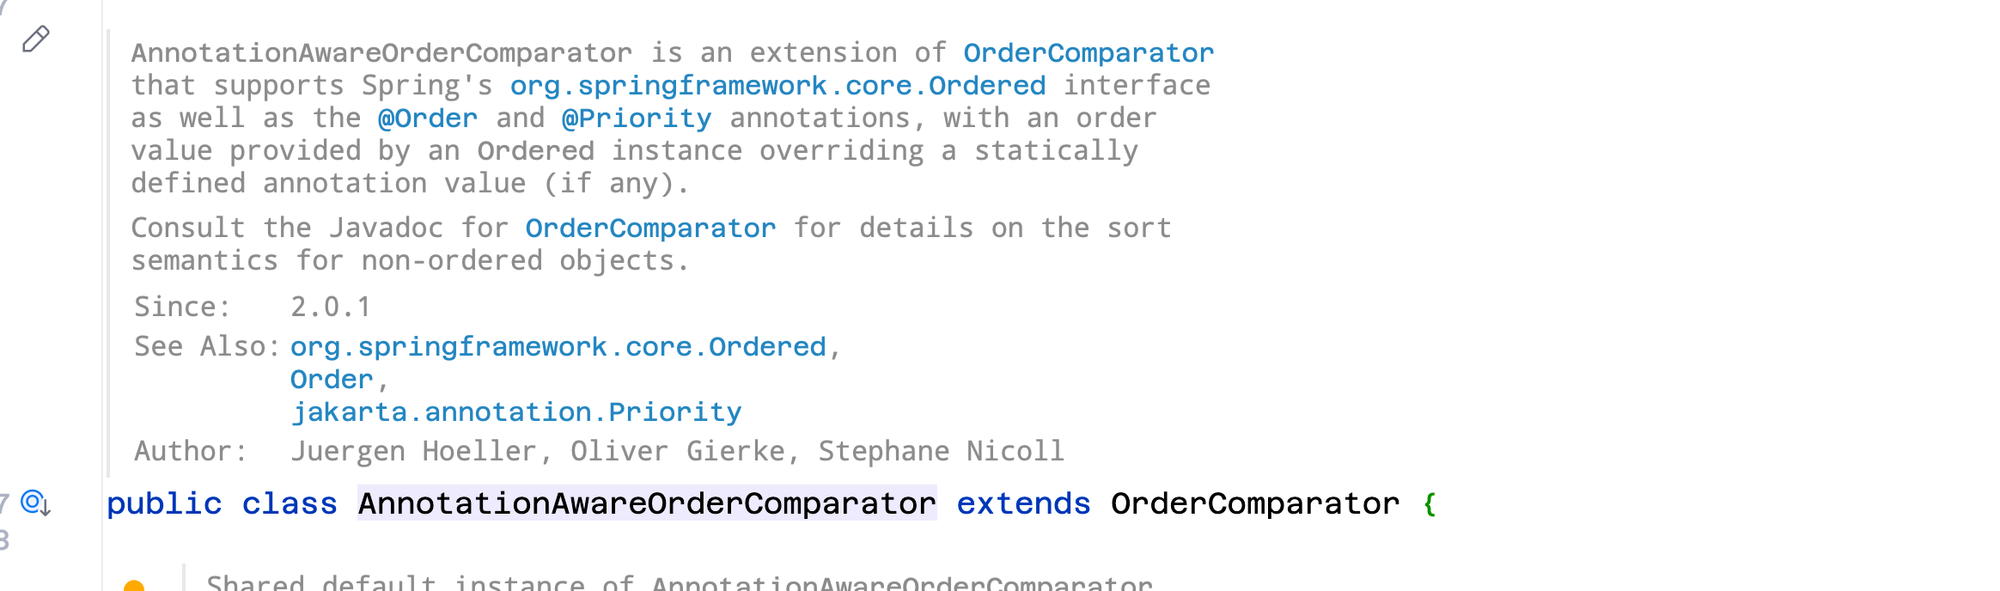 AnnotationAwareOrderComparator is an extension of OrderComparator
that supports Spring's org.springframework.core.Ordered interface
as well as the @Order and @Priority annotations, with an order
value provided by an Ordered instance overriding a statically
defined annotation value (if any).
Consult the Javadoc for OrderComparator for details on the sort
semantics for non-ordered objects.
Since: 2.0.1
See Also: org.springframework.core.Ordered,
Order,
jakarta.annotation.Priority
Author: Juergen Hoeller, Oliver Gierke, Stephane Nicoll
7 public class AnnotationAwareOrderComparator extends OrderComparator {
8
Shared default instance of AnnotationAwareOrderComparator